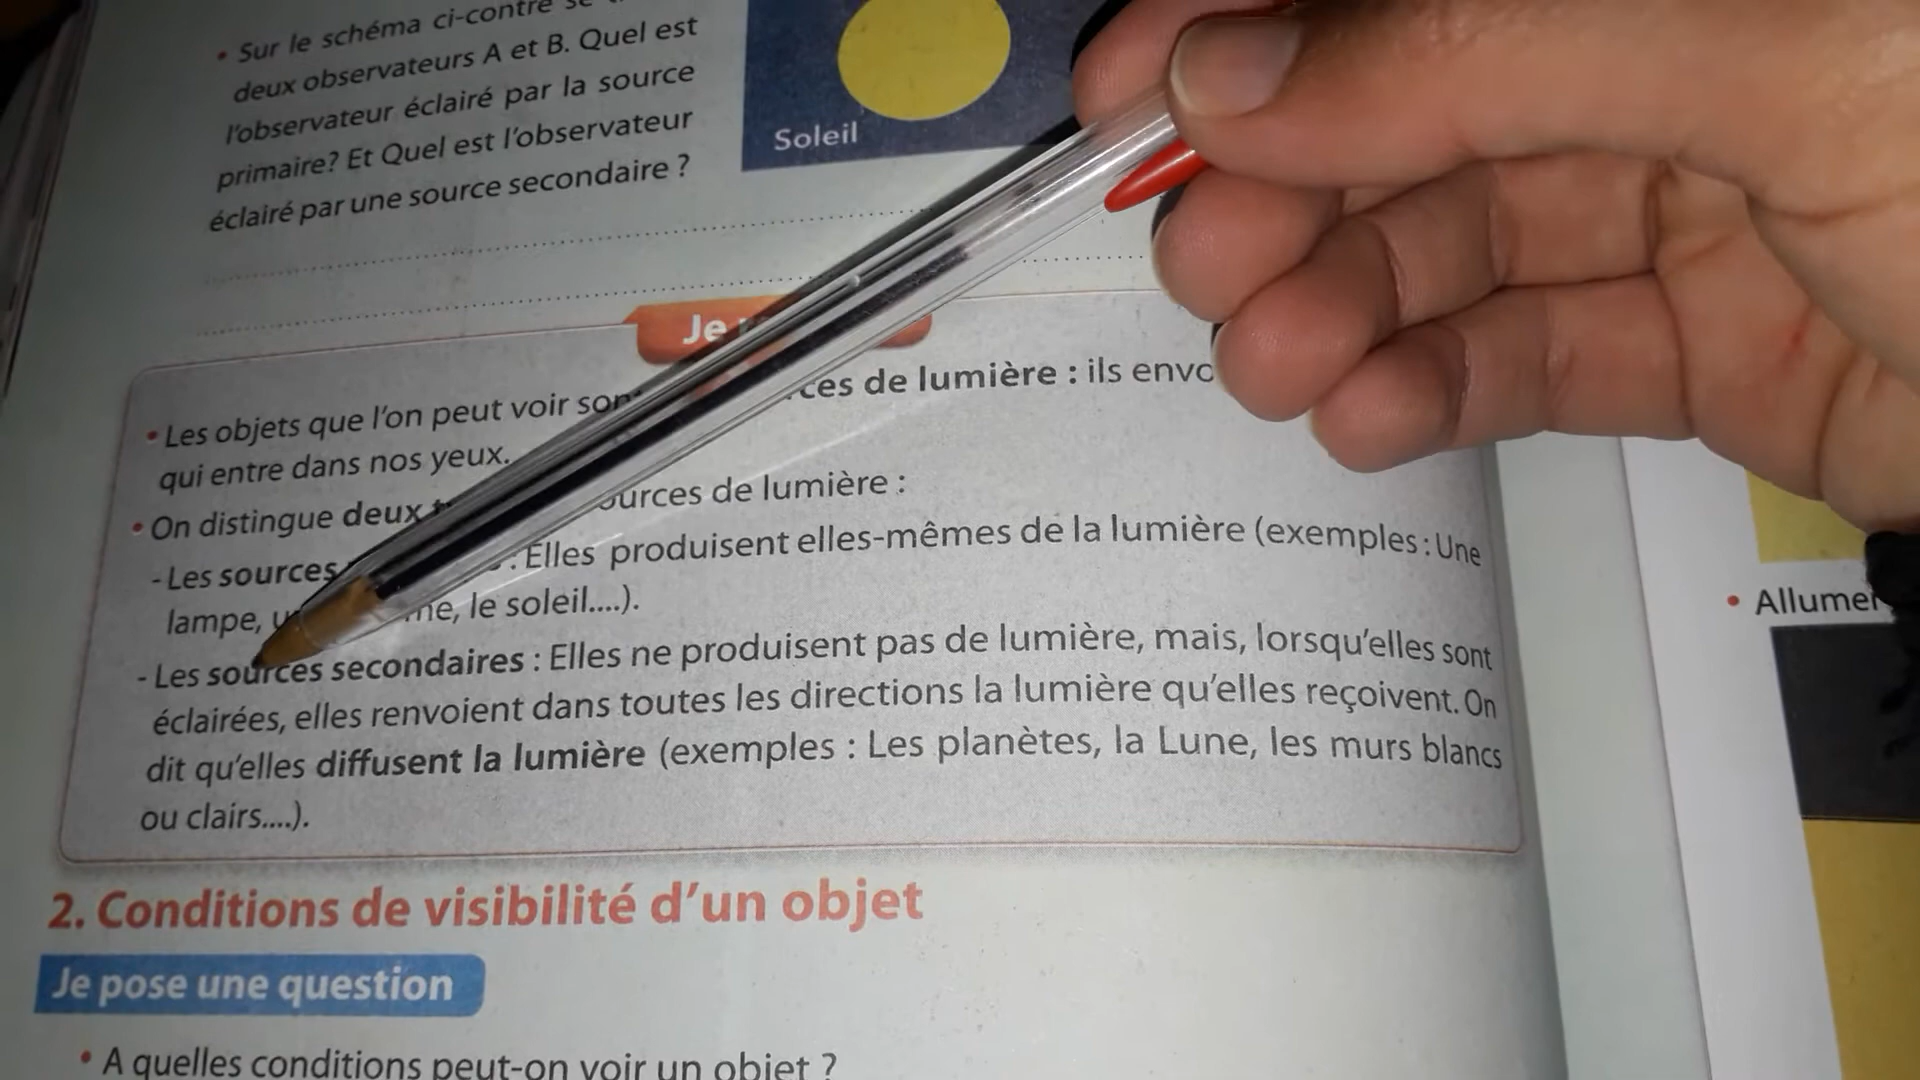 • Sur le schéma ci-contre se
deux observateurs A et B. Quel est
l'observateur éclairé par la source
primaire? Et Quel est l'observateur
éclairé par une source secondaire ?
Soleil
Je
• Les objets que l'on peut voir de lumière : ils
qui entre dans nos yeux.
• On distingue deux de lumière :
- Les sources : Elles produisent elles-mêmes de la lumière (exemples : Une
lampe, le soleil....).
- Les sources secondaires : Elles ne produisent pas de lumière, mais, lorsqu'elles sont
éclairées, elles renvoient dans toutes les directions la lumière qu'elles reçoivent. On
dit qu'elles diffusent la lumière (exemples : Les planètes, la Lune, les murs blancs
ou clairs....).
2. Conditions de visibilité d'un objet
Je pose une question
• A quelles conditions peut-on voir un objet ?
• Allumer